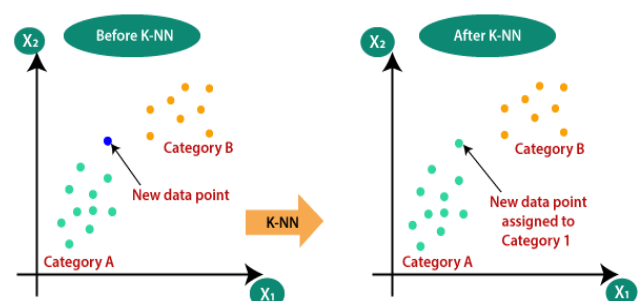 Before K-NN
X2
Category B
New data point
Category A
X1
K-NN
After K-NN
X2
Category B
New data point
assigned to
Category 1
Category A
X1